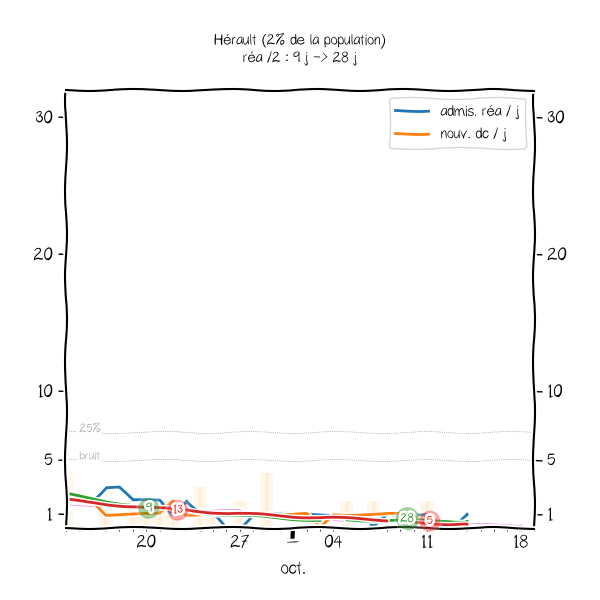 Hérault (2% de la population)
réa /2 : 9 j -> 28 j
admis. réa / j
nouv. dc / j
30 30
20 20
10 10
25%
5 bruit 5
1 9 13 28 5 1
20 27 1 04 11 18
oct.